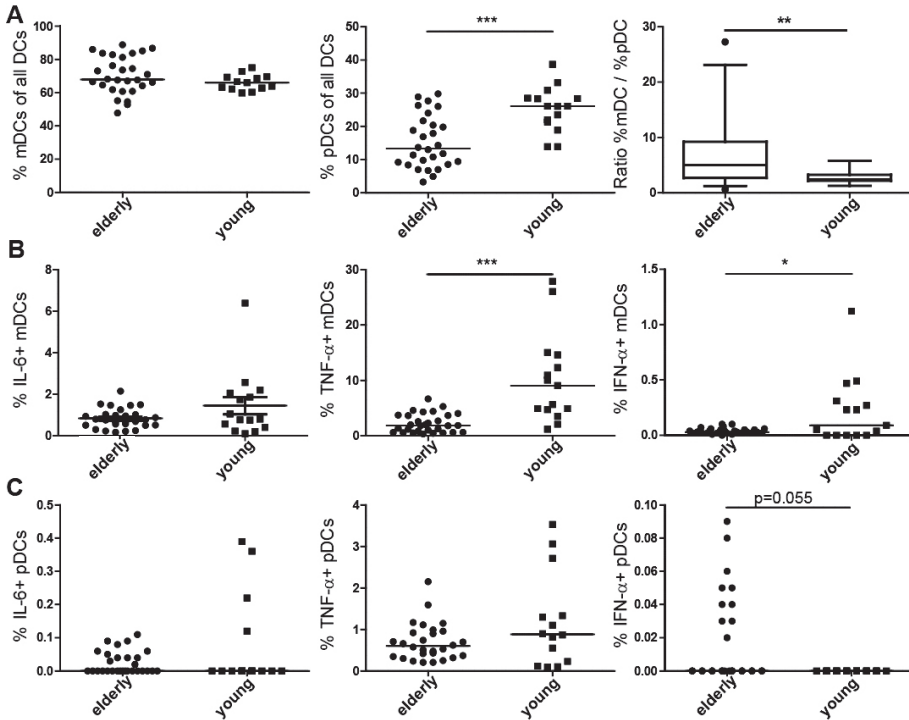 A
% mDCs of all DCs
100
80
60
40
20
0
elderly
young
% pDCs of all DCs
50
40
30
20
10
0
***
elderly
young
Ratio %mDC / %pDC
30
20
10
0
**
elderly
young
B
% IL-6+ mDCs
8
6
4
2
0
elderly
young
% TNF-α+ mDCs
30
20
10
0
***
elderly
young
% IFN-α+ mDCs
1.5
1.0
0.5
0.0
*
elderly
young
C
% IL-6+ pDCs
0.5
0.4
0.3
0.2
0.1
0.0
elderly
young
% TNF-α+ pDCs
4
3
2
1
0
elderly
young
% IFN-α+ pDCs
0.10
0.08
0.06
0.04
0.02
0.00
p=0.055
elderly
young